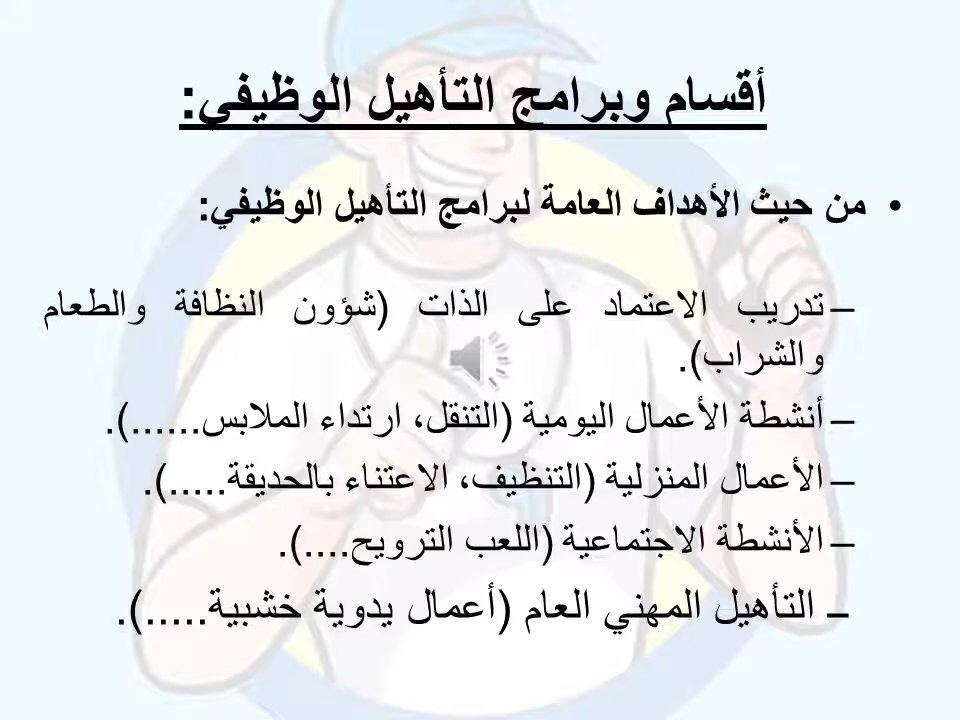 أقسام وبرامج التأهيل الوظيفي:
• من حيث الأهداف العامة لبرامج التأهيل الوظيفي:
– تدريب الاعتماد على الذات (شؤون النظافة والطعام
والشراب).
– أنشطة الأعمال اليومية (التنقل، ارتداء الملابس......).
– الأعمال المنزلية (التنظيف، الاعتناء بالحديقة.....).
– الأنشطة الاجتماعية (اللعب الترويح....).
– التأهيل المهني العام (أعمال يدوية خشبية.....).